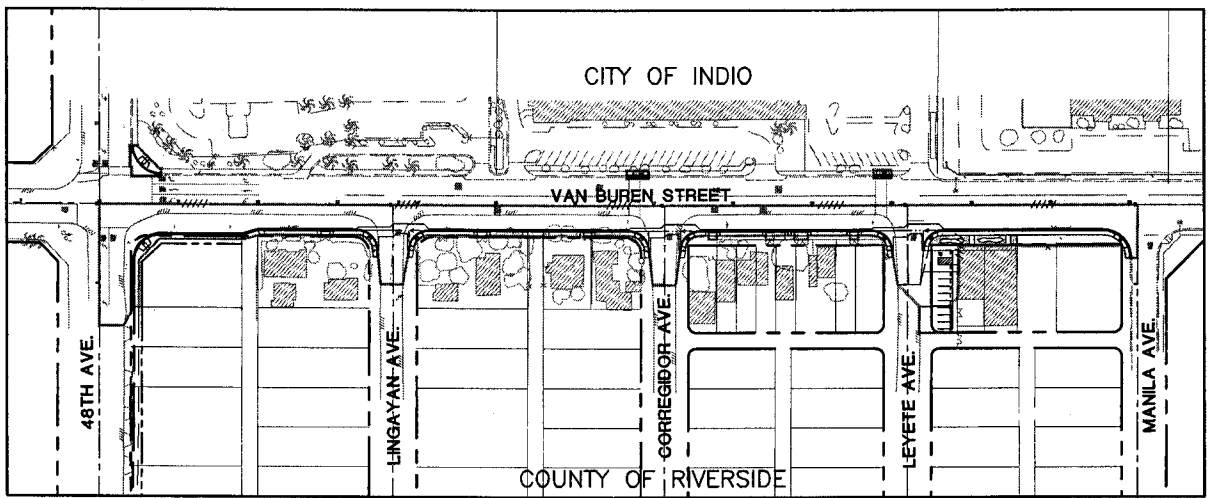 CITY OF INDIO
VAN BUREN STREET
48TH AVE.
LINGAYAN AVE.
CORREGIDOR AVE.
LEYETE AVE.
MANILA AVE.
COUNTY OF RIVERSIDE